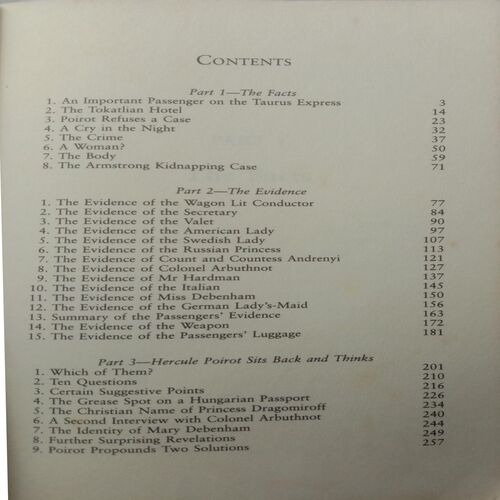 CONTENTS
Part 1—The Facts
1. An Important Passenger on the Taurus Express 3
2. The Tokatlian Hotel 14
3. Poirot Refuses a Case 23
4. A Cry in the Night 32
5. The Crime 37
6. A Woman? 50
7. The Body 59
8. The Armstrong Kidnapping Case 71
Part 2—The Evidence
1. The Evidence of the Wagon Lit Conductor 77
2. The Evidence of the Secretary 84
3. The Evidence of the Valet 90
4. The Evidence of the American Lady 97
5. The Evidence of the Swedish Lady 107
6. The Evidence of the Russian Princess 113
7. The Evidence of Count and Countess Andrenyi 121
8. The Evidence of Colonel Arbuthnot 127
9. The Evidence of Mr Hardman 137
10. The Evidence of the Italian 145
11. The Evidence of Miss Debenham 150
12. The Evidence of the German Lady's-Maid 156
13. Summary of the Passengers' Evidence 163
14. The Evidence of the Weapon 172
15. The Evidence of the Passengers' Luggage 181
Part 3—Hercule Poirot Sits Back and Thinks
1. Which of Them? 201
2. Ten Questions 210
3. Certain Suggestive Points 216
4. The Grease Spot on a Hungarian Passport 226
5. The Christian Name of Princess Dragomiroff 234
6. A Second Interview with Colonel Arbuthnot 240
7. The Identity of Mary Debenham 244
8. Further Surprising Revelations 249
9. Poirot Propounds Two Solutions 257